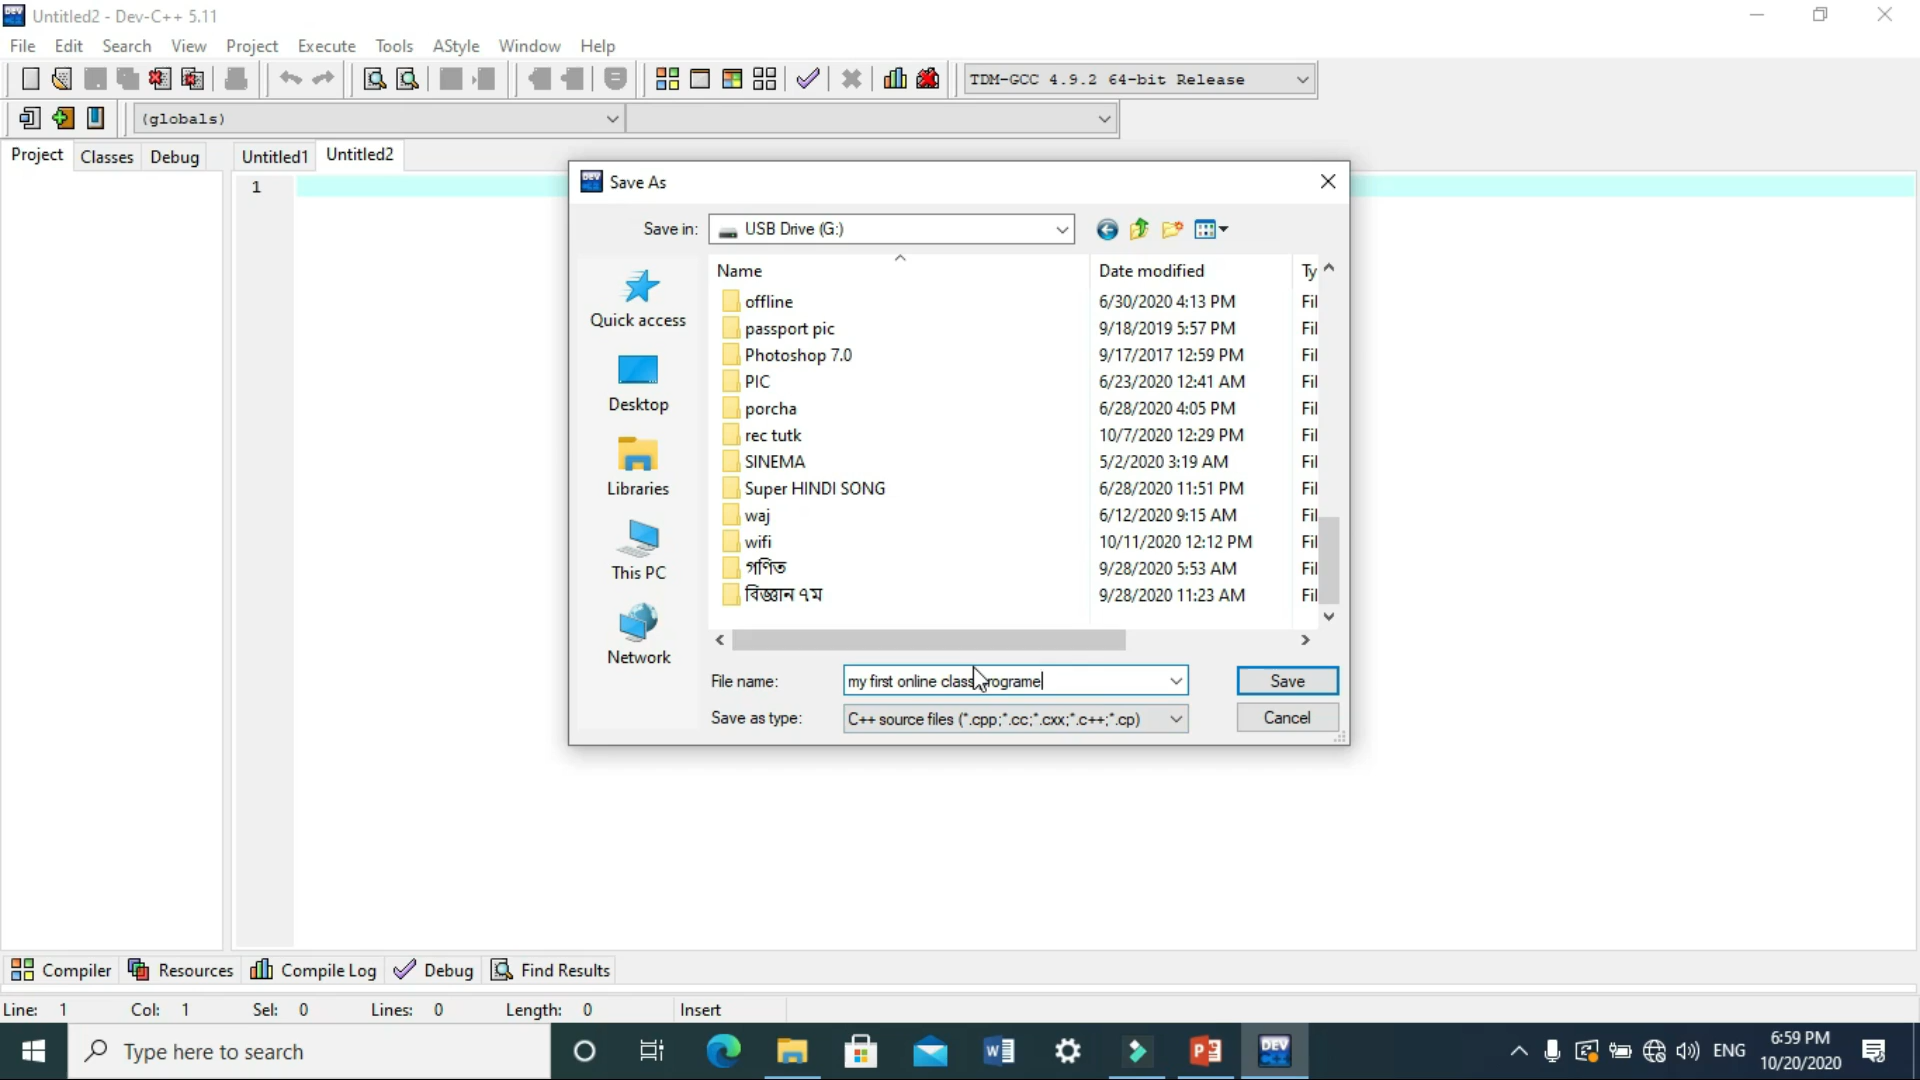 Untitled2 - Dev-C++ 5.11
File Edit Search View Project Execute Tools AStyle Window Help
TDM-GCC 4.9.2 64-bit Release
(globals)
Project Classes Debug Untitled1 Untitled2
1
Save As
Save in: USB Drive (G:)
Name Date modified Ty
offline 6/30/2020 4:13 PM Fil
passport pic 9/18/2019 5:57 PM Fil
Photoshop 7.0 9/17/2017 12:59 PM Fil
PIC 6/23/2020 12:41 AM Fil
porcha 6/28/2020 4:05 PM Fil
rec tutk 10/7/2020 12:29 PM Fil
SINEMA 5/2/2020 3:19 AM Fil
Super HINDI SONG 6/28/2020 11:51 PM Fil
waj 6/12/2020 9:15 AM Fil
wifi 10/11/2020 12:12 PM Fil
গণিত 9/28/2020 5:53 AM Fil
বিজ্ঞান ৭ম 9/28/2020 11:23 AM Fil
Quick access
Desktop
Libraries
This PC
Network
File name: my first online class programe Save
Save as type: C++ source files (*.cpp;*.cc;*.cxx;*.c++;*.cp) Cancel
Compiler Resources Compile Log Debug Find Results
Line: 1 Col: 1 Sel: 0 Lines: 0 Length: 0 Insert
Type here to search
ENG
6:59 PM
10/20/2020